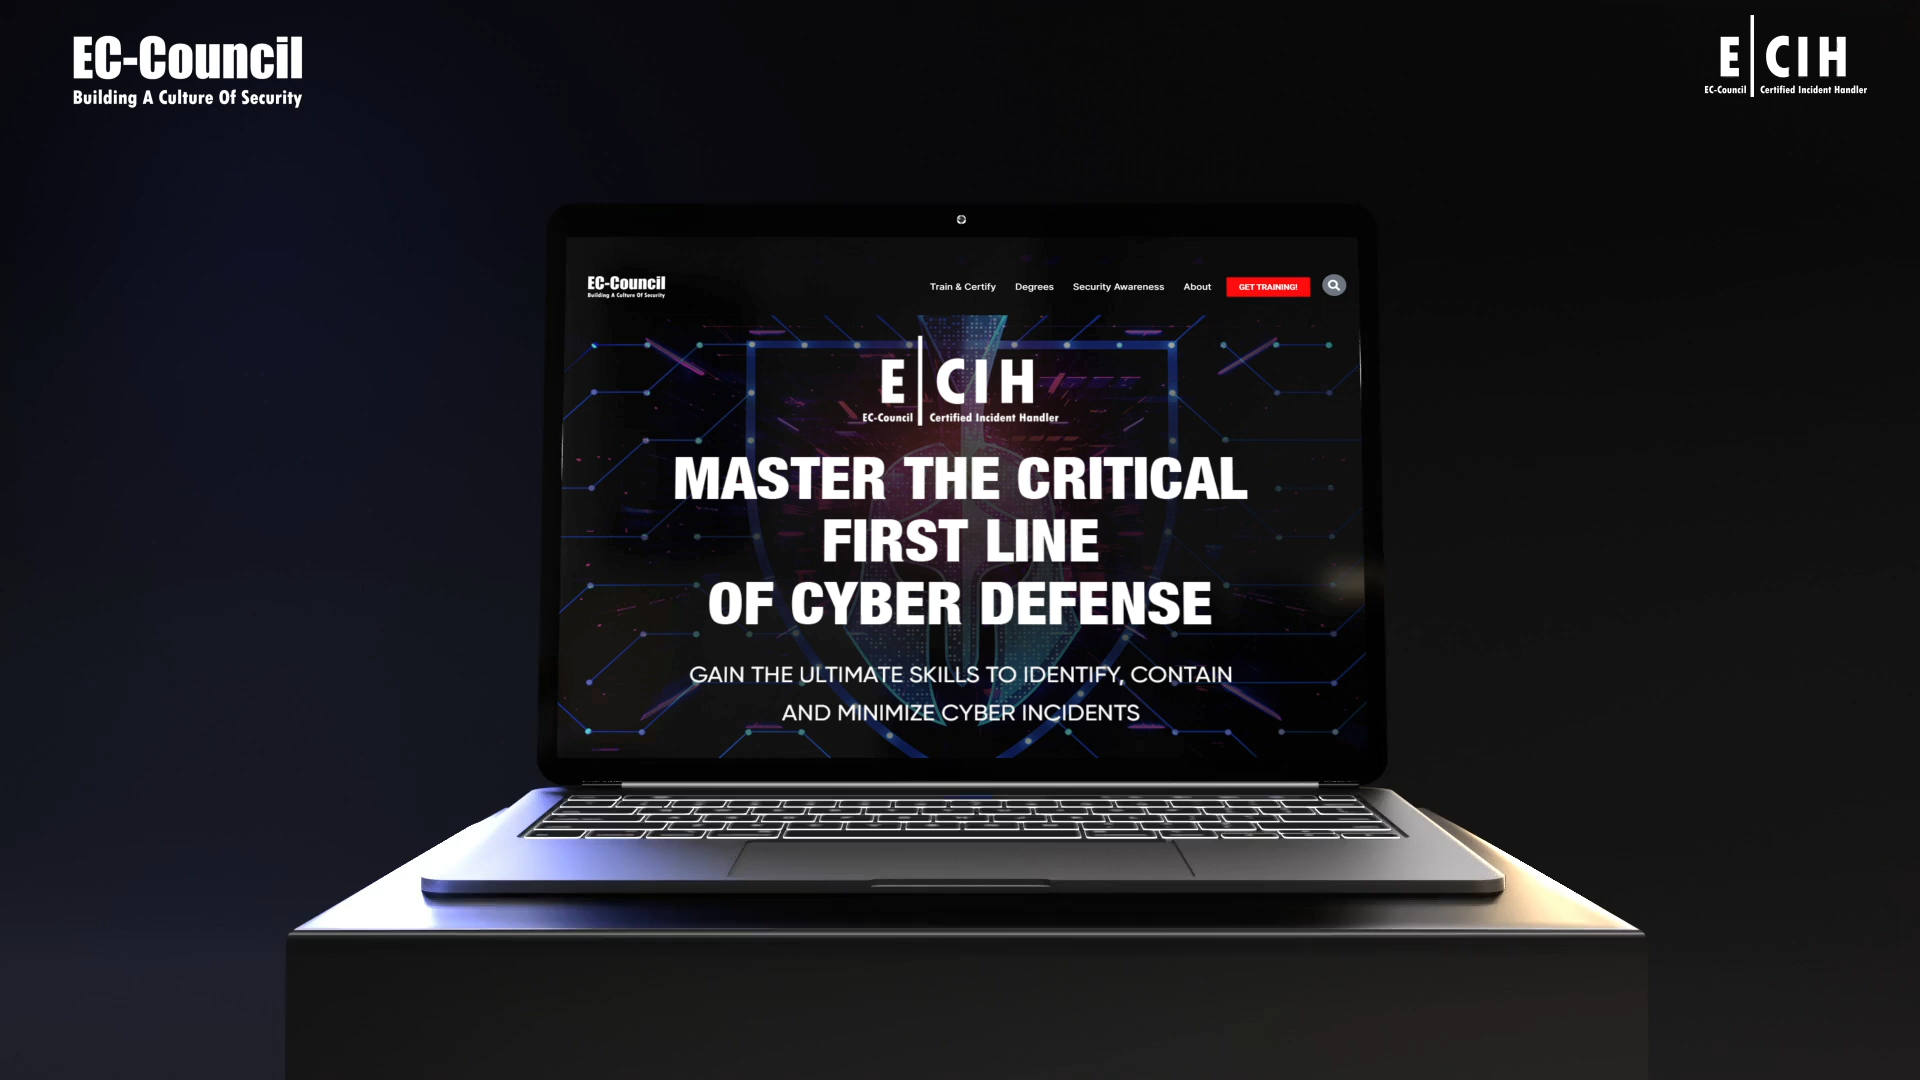 EC-Council
Building A Culture Of Security
E|CIH
EC-Council Certified Incident Handler
EC-Council
Building A Culture Of Security
Train & Certify Degrees Security Awareness About GET TRAINING!
E|CIH
EC-Council Certified Incident Handler
MASTER THE CRITICAL
FIRST LINE
OF CYBER DEFENSE
GAIN THE ULTIMATE SKILLS TO IDENTIFY, CONTAIN
AND MINIMIZE CYBER INCIDENTS